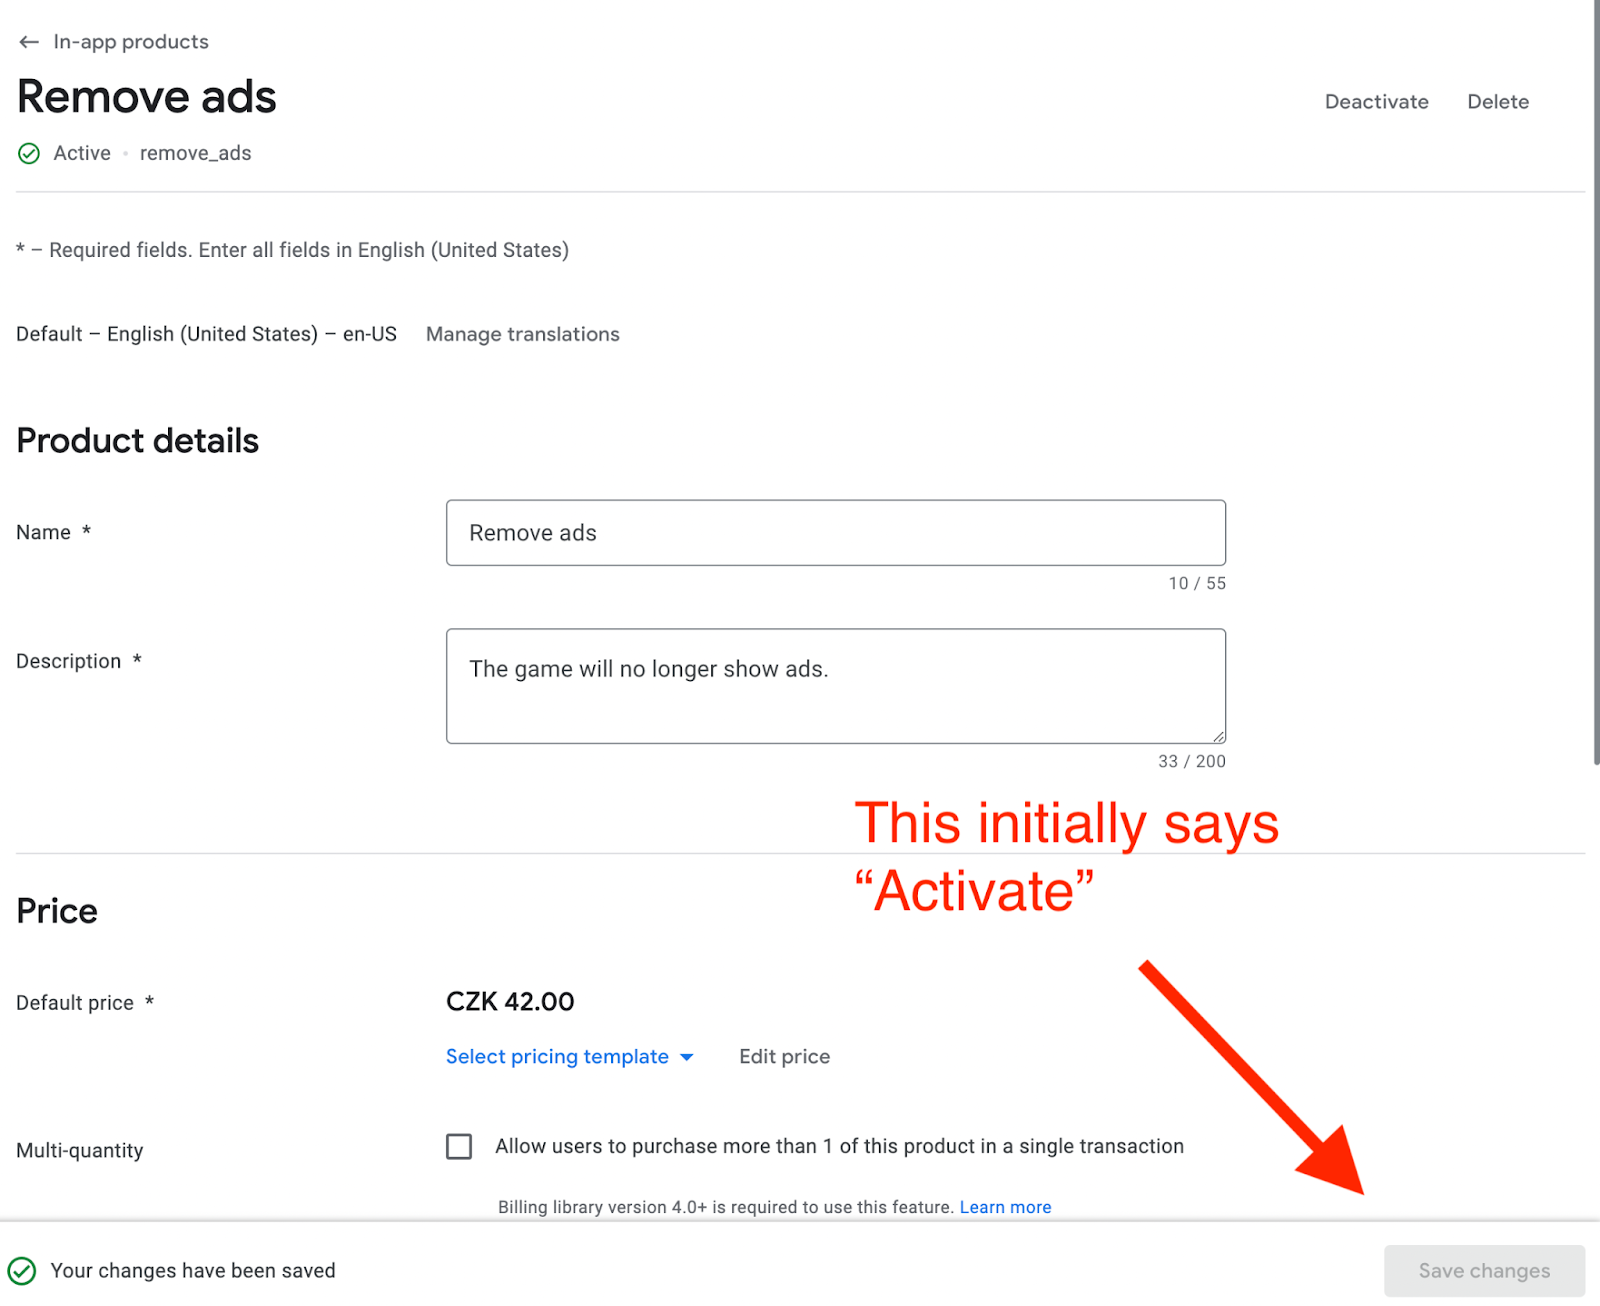 ← In-app products
Remove ads
Deactivate Delete
Active • remove_ads
* – Required fields. Enter all fields in English (United States)
Default – English (United States) – en-US Manage translations
Product details
Name *
Remove ads
10 / 55
Description *
The game will no longer show ads.
33 / 200
This initially says
“Activate”
Price
Default price *
CZK 42.00
Select pricing template Edit price
Multi-quantity
Allow users to purchase more than 1 of this product in a single transaction
Billing library version 4.0+ is required to use this feature. Learn more
Your changes have been saved
Save changes